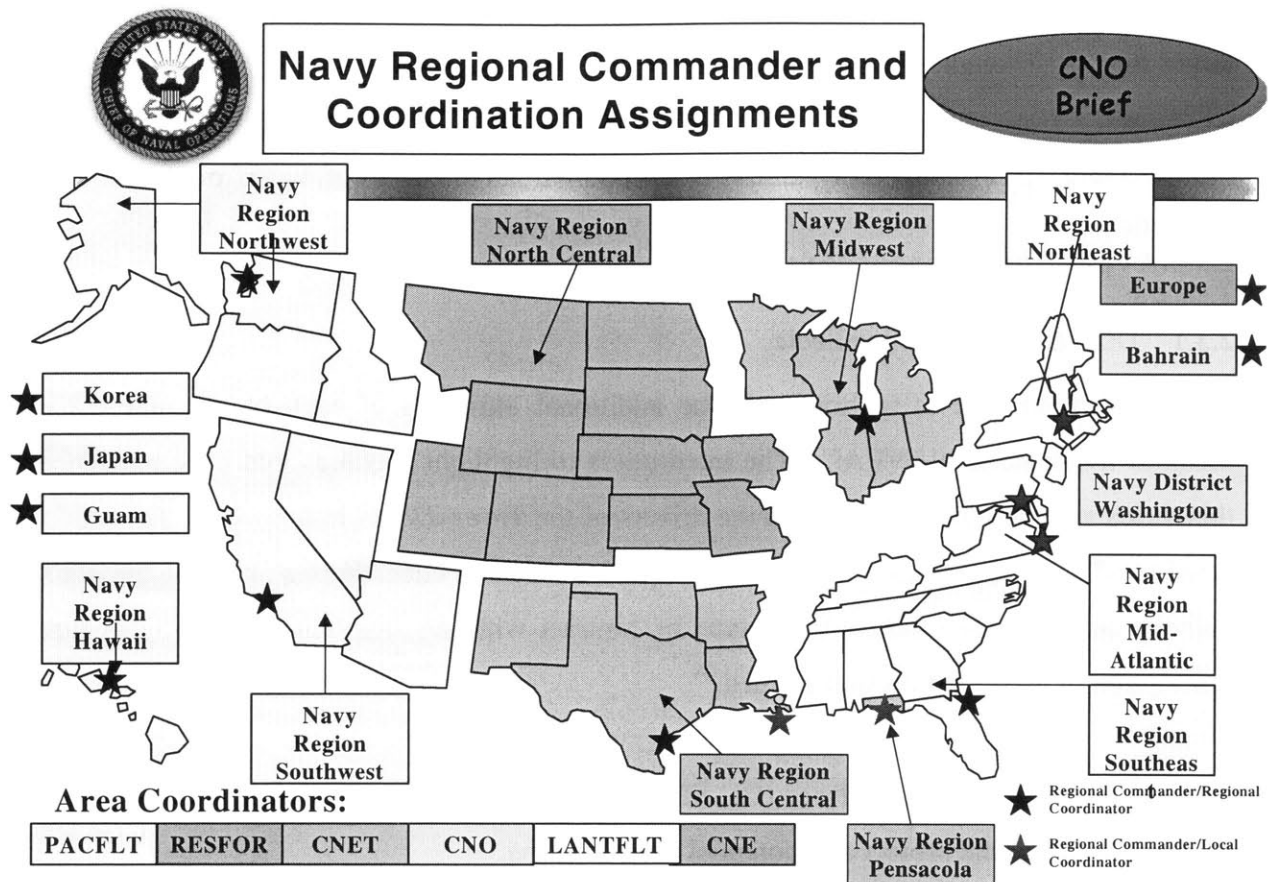 UNITED STATES NAVY
CHIEF OF NAVAL OPERATIONS
Navy Regional Commander and
Coordination Assignments
CNO
Brief
Navy
Region
Northwest
Navy Region
North Central
Navy Region
Midwest
Navy
Region
Northeast
Europe
Bahrain
Korea
Japan
Guam
Navy District
Washington
Navy
Region
Hawaii
Navy
Region
Mid-
Atlantic
Navy
Region
Southwest
Navy
Region
Southeas
t
Navy Region
South Central
Navy Region
Pensacola
Area Coordinators:
PACFLT RESFOR CNET CNO LANTFLT CNE
Regional Commander/Regional
Coordinator
Regional Commander/Local
Coordinator